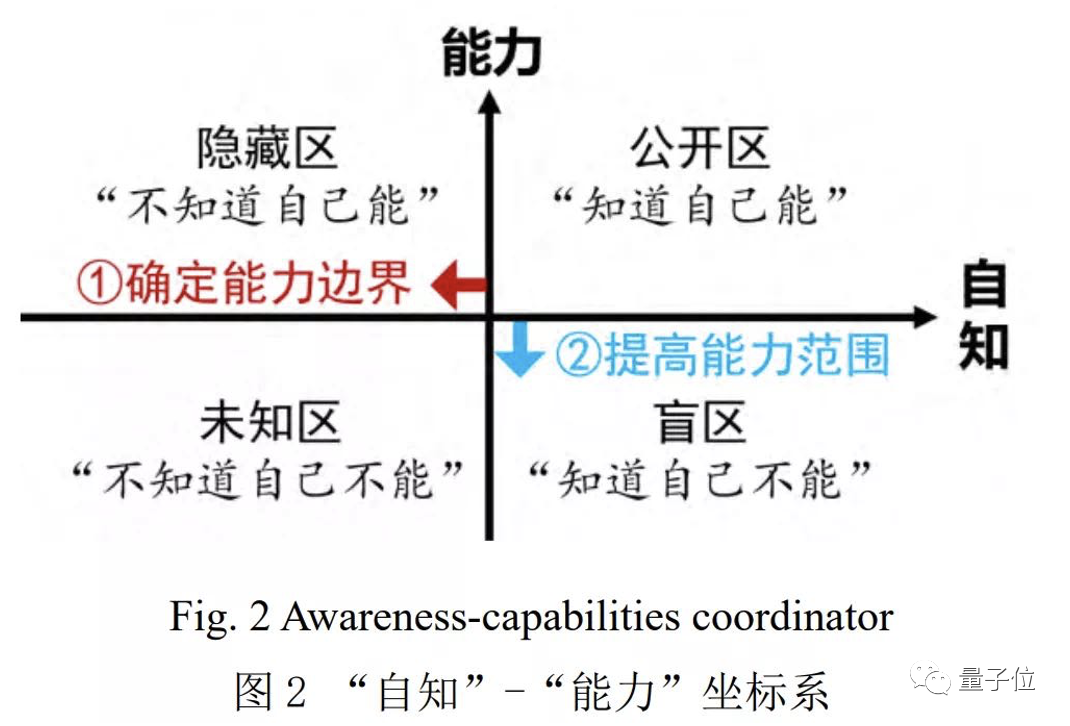 能力
隐藏区
公开区
“不知道自己能”
“知道自己能”
①确定能力边界
自
知
②提高能力范围
未知区
盲区
“不知道自己不能”
“知道自己不能”
Fig. 2 Awareness-capabilities coordinator
图2 “自知”-“能力”坐标系
量子位